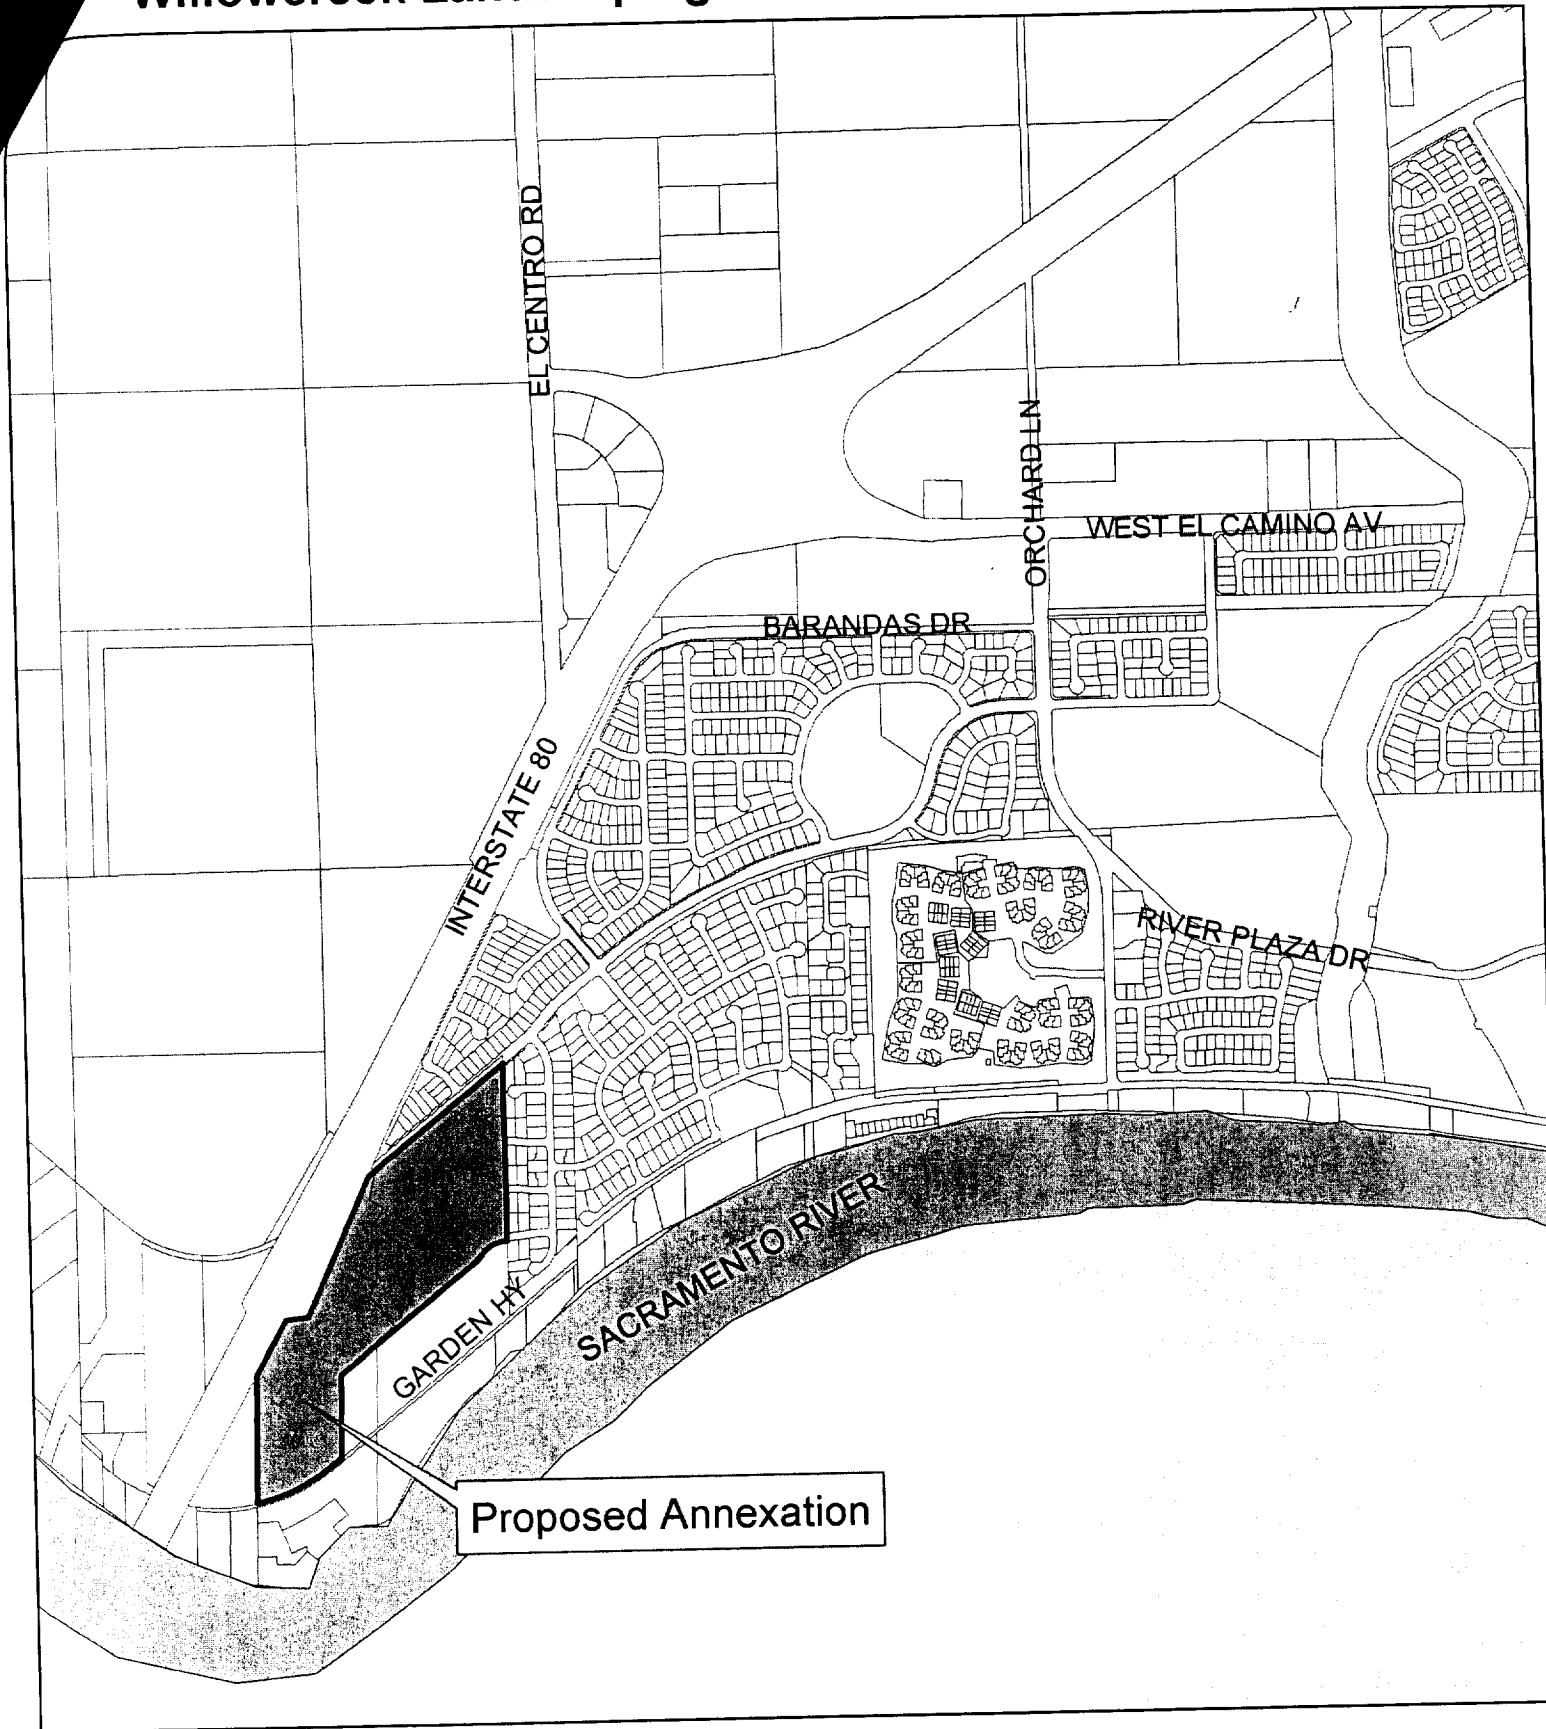 EL CENTRO RD
ORCHARD LN
WEST EL CAMINO AV
BARANDAS DR
INTERSTATE 80
RIVER PLAZA DR
SACRAMENTO RIVER
GARDEN HY
Proposed Annexation